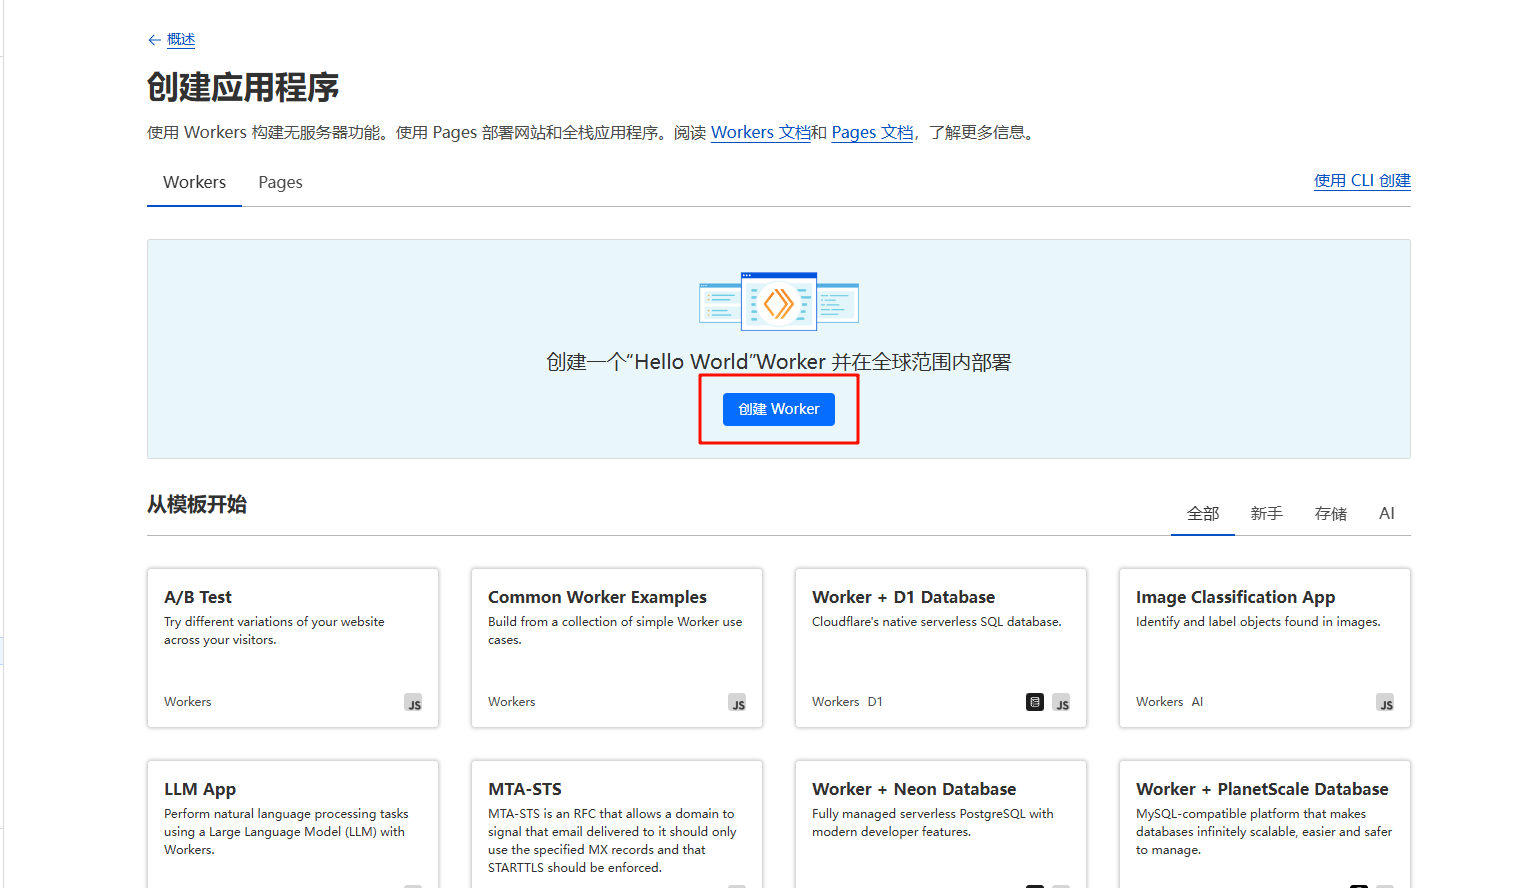 ← 概述
创建应用程序
使用 Workers 构建无服务器功能。使用 Pages 部署网站和全栈应用程序。阅读 Workers 文档和 Pages 文档，了解更多信息。
Workers Pages 使用 CLI 创建
创建一个“Hello World”Worker 并在全球范围内部署
创建 Worker
从模板开始
全部 新手 存储 AI
A/B Test
Try different variations of your website
across your visitors.
Workers
JS
Common Worker Examples
Build from a collection of simple Worker use
cases.
Workers
JS
Worker + D1 Database
Cloudflare's native serverless SQL database.
Workers D1
JS
Image Classification App
Identify and label objects found in images.
Workers AI
JS
LLM App
Perform natural language processing tasks
using a Large Language Model (LLM) with
Workers.
MTA-STS
MTA-STS is an RFC that allows a domain to
signal that email delivered to it should only
use the specified MX records and that
STARTTLS should be enforced.
Worker + Neon Database
Fully managed serverless PostgreSQL with
modern developer features.
Worker + PlanetScale Database
MySQL-compatible platform that makes
databases infinitely scalable, easier and safer
to manage.